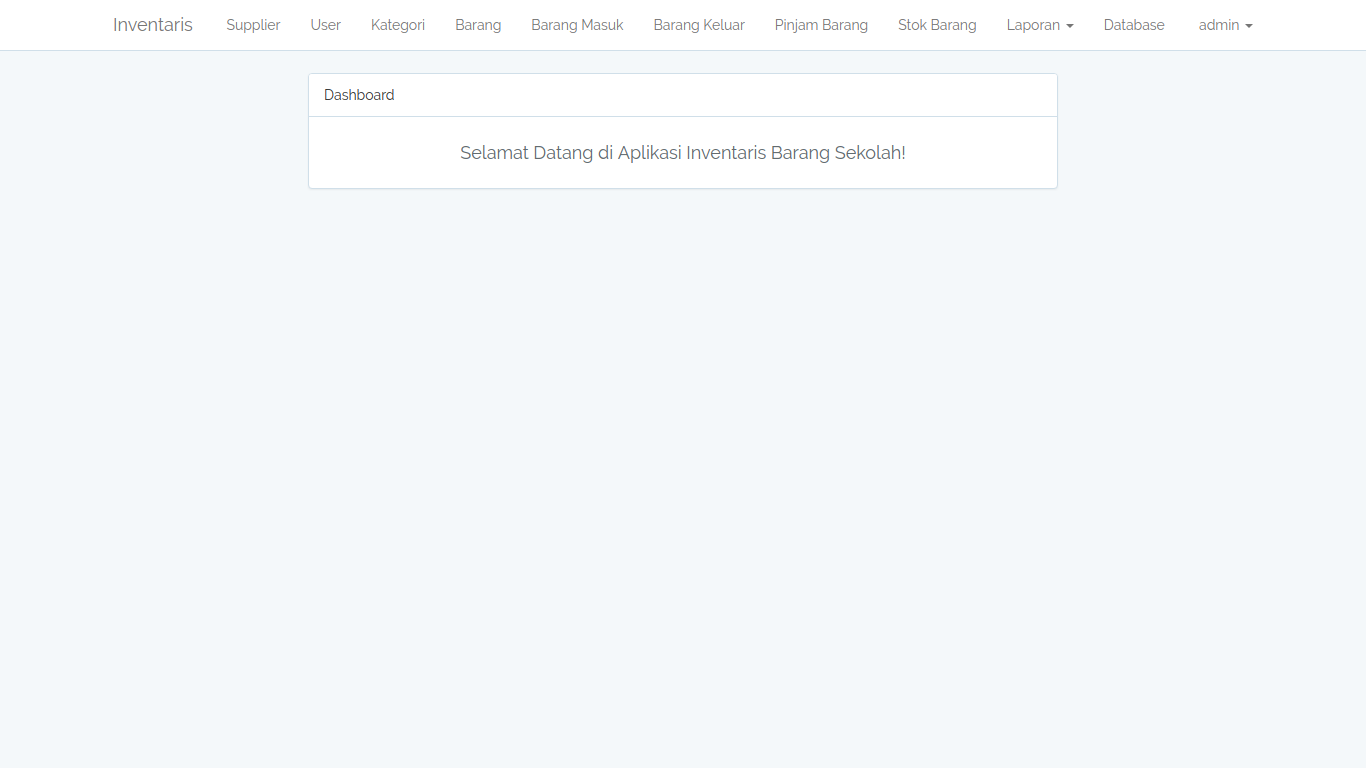 Inventaris Supplier User Kategori Barang Barang Masuk Barang Keluar Pinjam Barang Stok Barang Laporan Database admin
Dashboard
Selamat Datang di Aplikasi Inventaris Barang Sekolah!